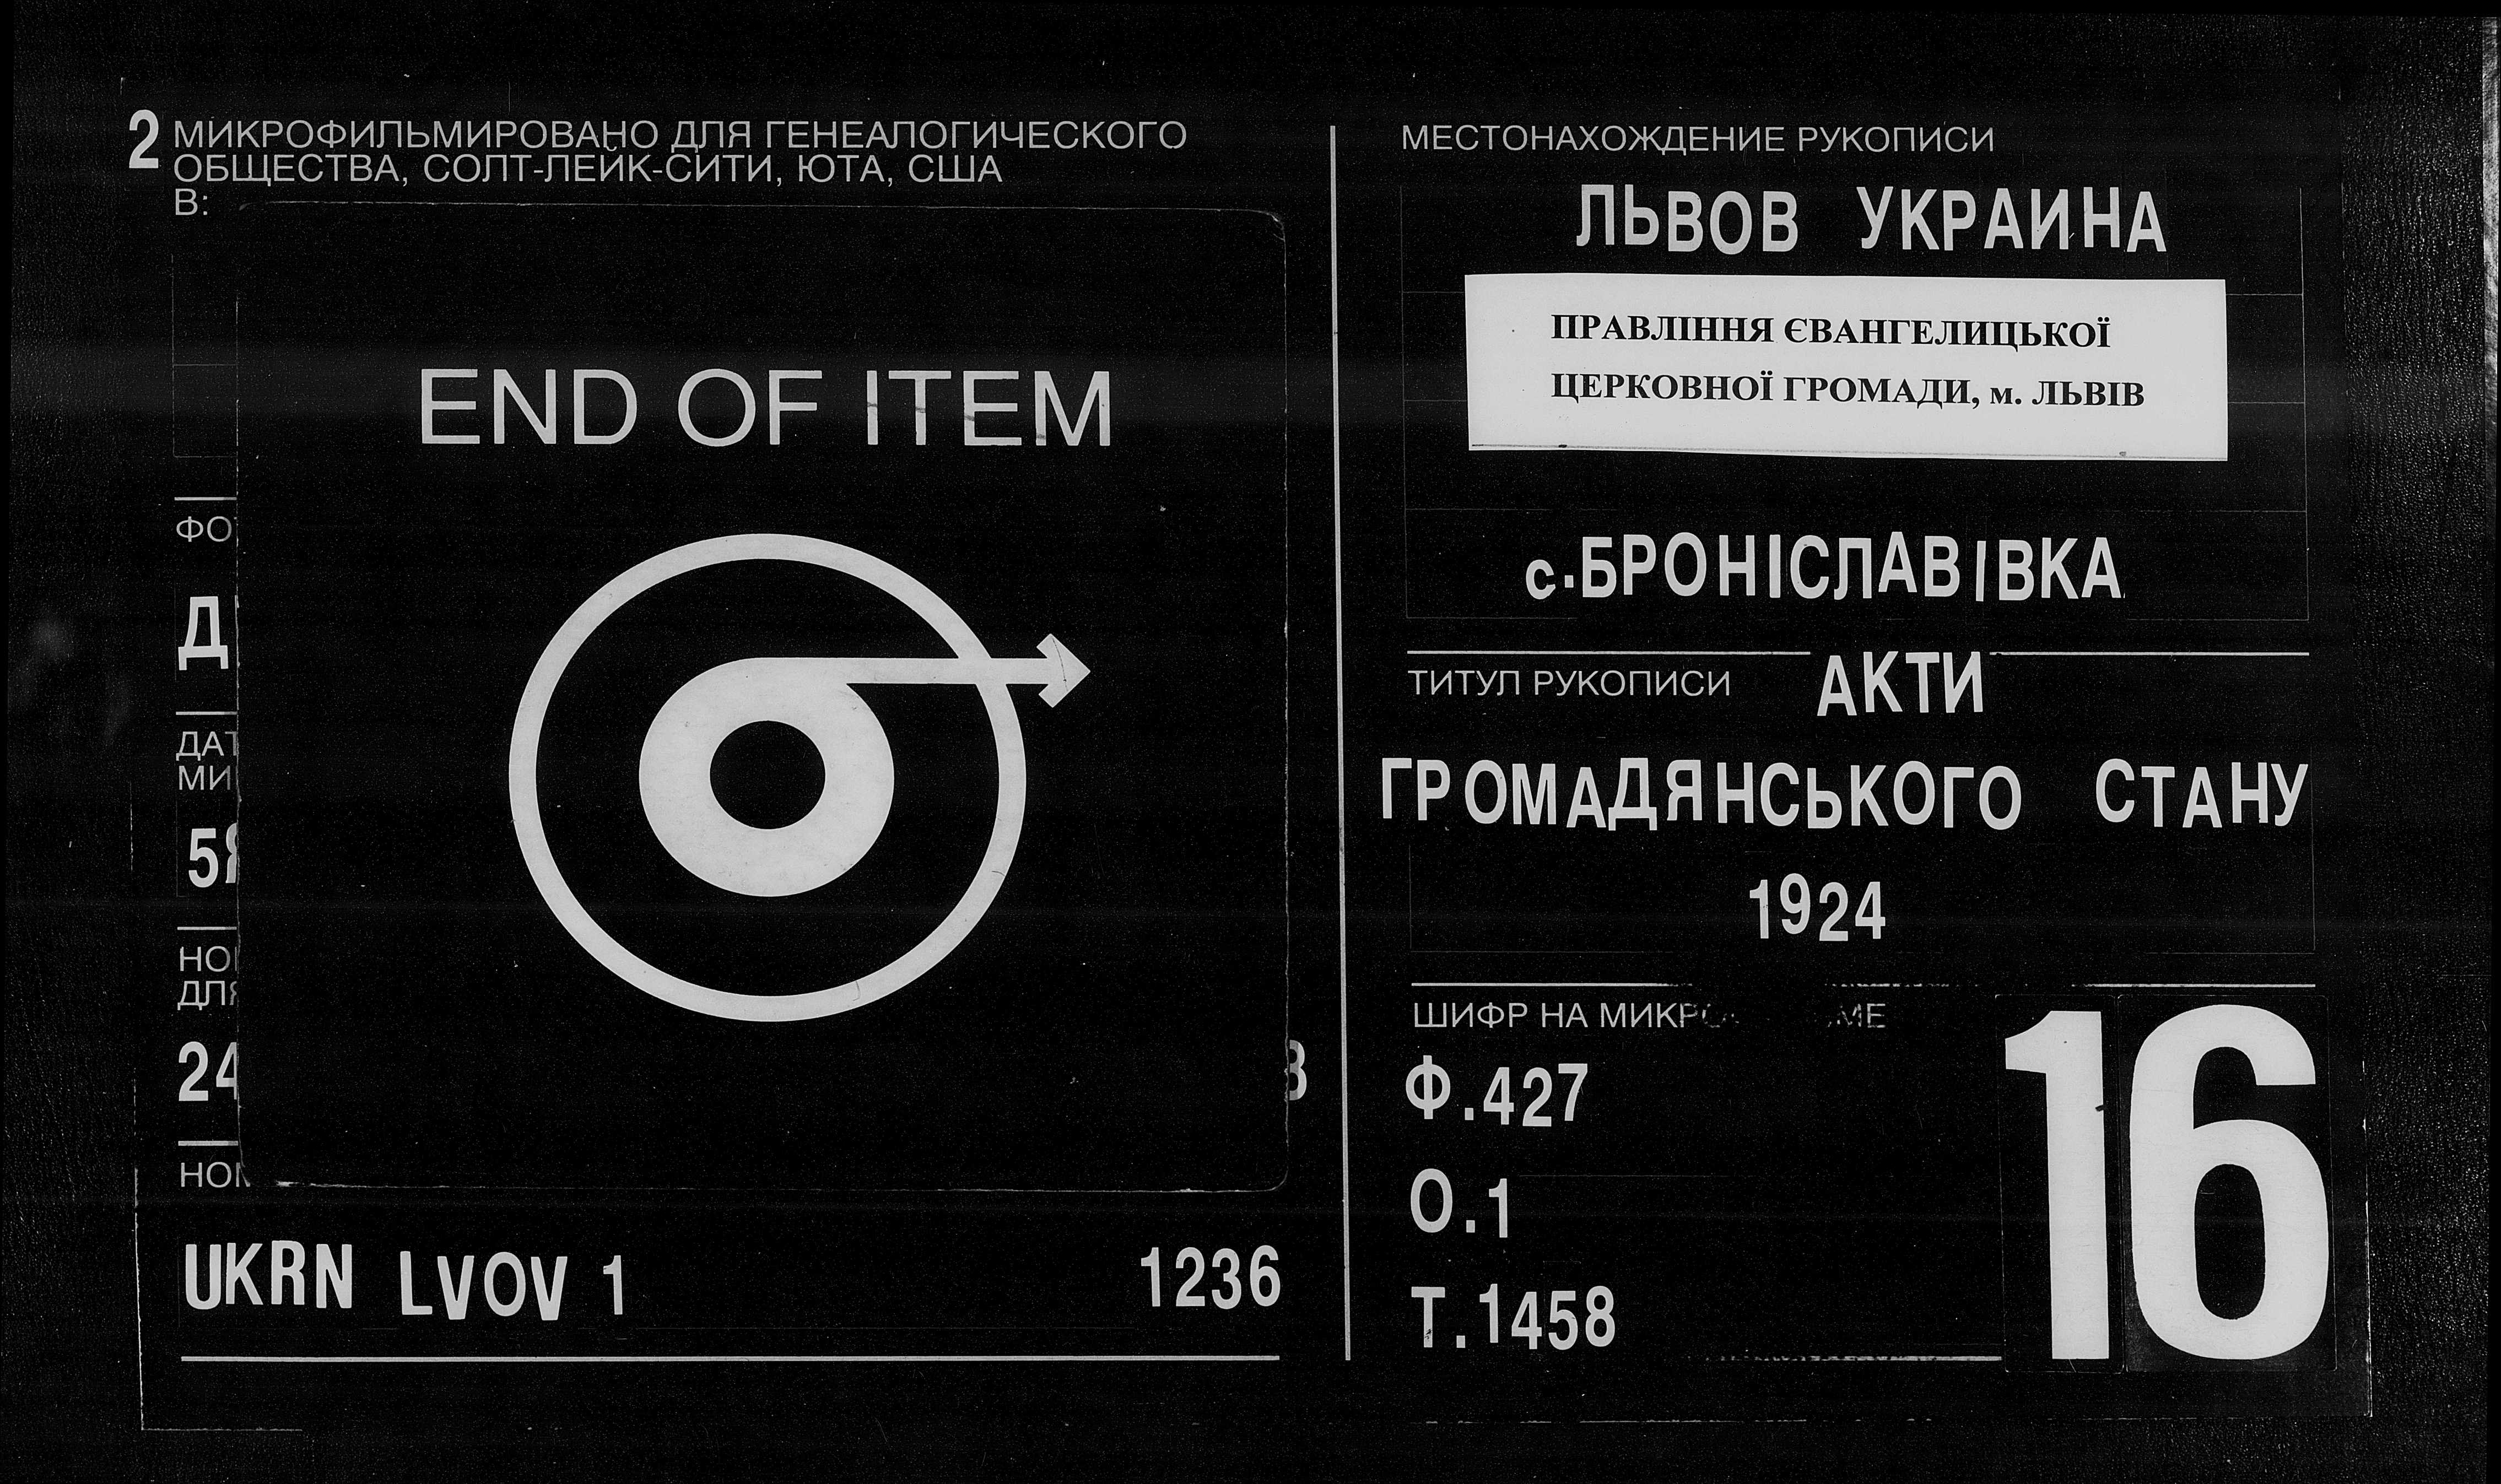 2 МИКРОФИЛЬМИРОВАНО ДЛЯ ГЕНЕАЛОГИЧЕСКОГО
ОБЩЕСТВА, СОЛТ-ЛЕЙК-СИТИ, ЮТА, США
В:
END OF ITEM
24
UKRN LVOV 1 1236
МЕСТОНАХОЖДЕНИЕ РУКОПИСИ
ЛЬВОВ УКРАИНА
ПРАВЛІННЯ ЄВАНГЕЛИЦЬКОЇ
ЦЕРКОВНОЇ ГРОМАДИ, м. ЛЬВІВ
с.БРОНІСЛАВІВКА
ТИТУЛ РУКОПИСИ АКТИ
ГРОМАДЯНСЬКОГО СТАНУ
1924
ШИФР НА
Ф.427
О.1
Т.1458
16